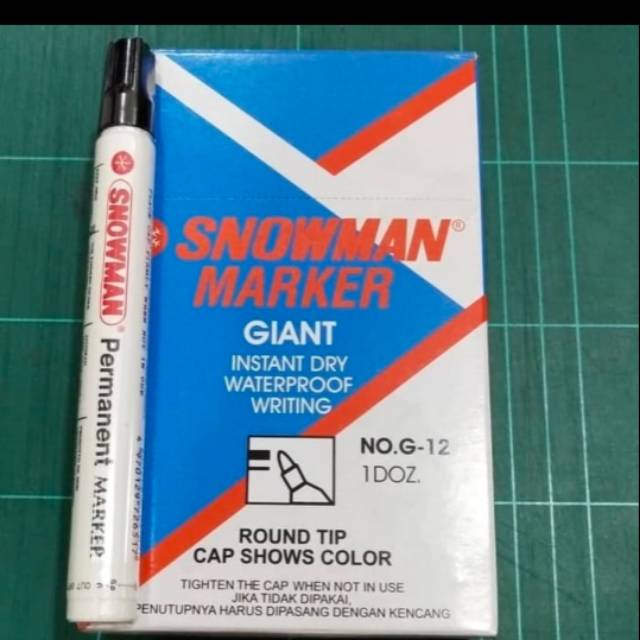 SNOWMAN®
Permanent MARKER
SNOWMAN®
MARKER
GIANT
INSTANT DRY
WATERPROOF
WRITING
NO.G-12
1DOZ.
ROUND TIP
CAP SHOWS COLOR
TIGHTEN THE CAP WHEN NOT IN USE
JIKA TIDAK DIPAKAI,
PENUTUPNYA HARUS DIPASANG DENGAN KENCANG